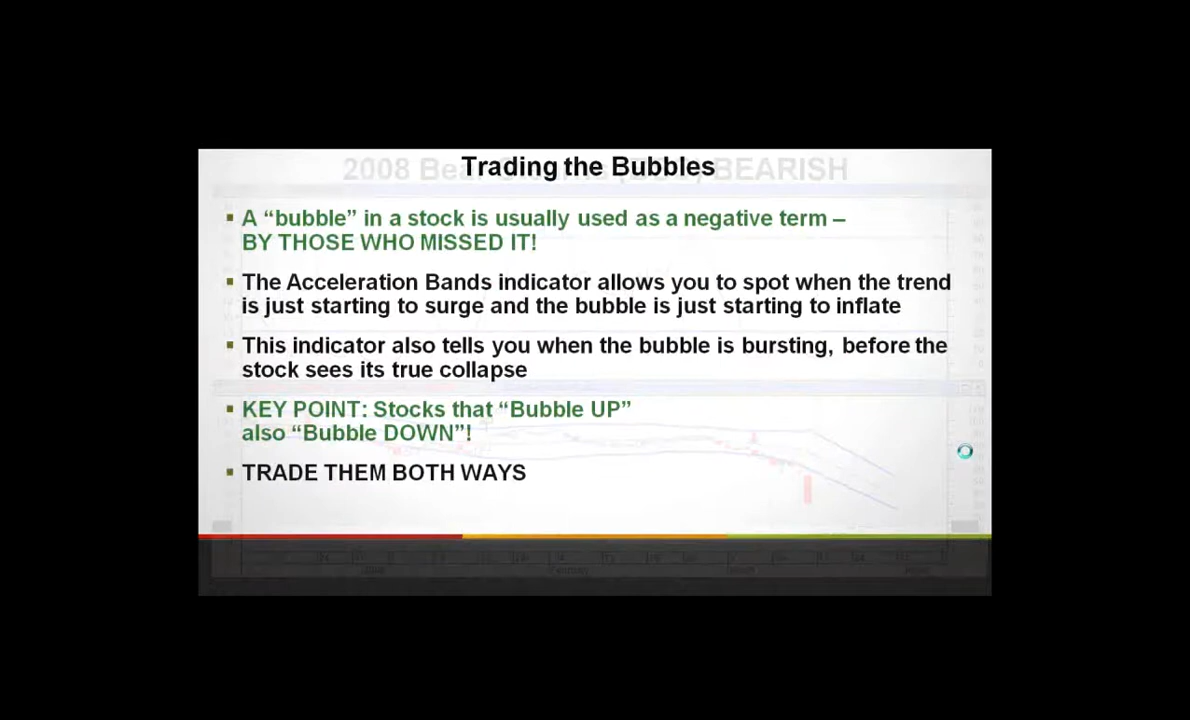 2008 Bea BEARISH
Trading the Bubbles
▪ A “bubble” in a stock is usually used as a negative term –
BY THOSE WHO MISSED IT!
▪ The Acceleration Bands indicator allows you to spot when the trend
is just starting to surge and the bubble is just starting to inflate
▪ This indicator also tells you when the bubble is bursting, before the
stock sees its true collapse
▪ KEY POINT: Stocks that “Bubble UP”
also “Bubble DOWN”!
▪ TRADE THEM BOTH WAYS